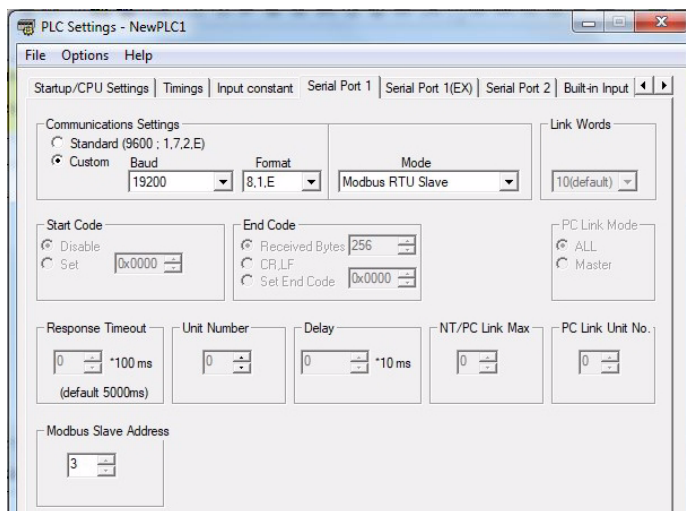 PLC Settings - NewPLC1
File Options Help
Startup/CPU Settings Timings Input constant Serial Port 1 Serial Port 1(EX) Serial Port 2 Built-in Input
Communications Settings
Standard (9600 ; 1,7,2,E)
Custom Baud Format Mode
19200 8,1,E Modbus RTU Slave
Link Words
10(default)
Start Code
Disable
Set 0x0000
End Code
Received Bytes 256
CR,LF
Set End Code 0x0000
PC Link Mode
ALL
Master
Response Timeout
0 *100 ms
(default 5000ms)
Unit Number
0
Delay
0 *10 ms
NT/PC Link Max
0
PC Link Unit No.
0
Modbus Slave Address
3